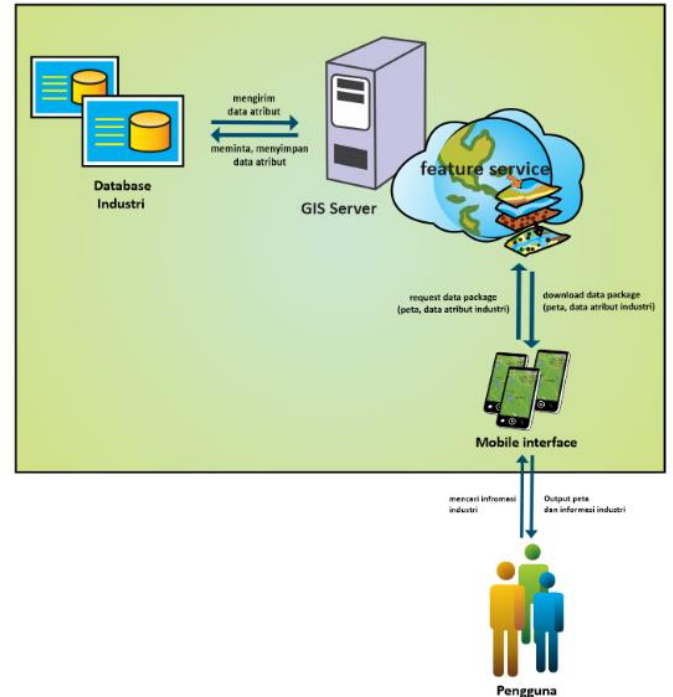 mengirim
data atribut
meminta, menyimpan
data atribut
Database
Industri
GIS Server
feature service
request data package
(peta, data atribut industri)
download data package
(peta, data atribut industri)
Mobile interface
mencari infromasi
industri
Output peta
dan informasi industri
Pengguna